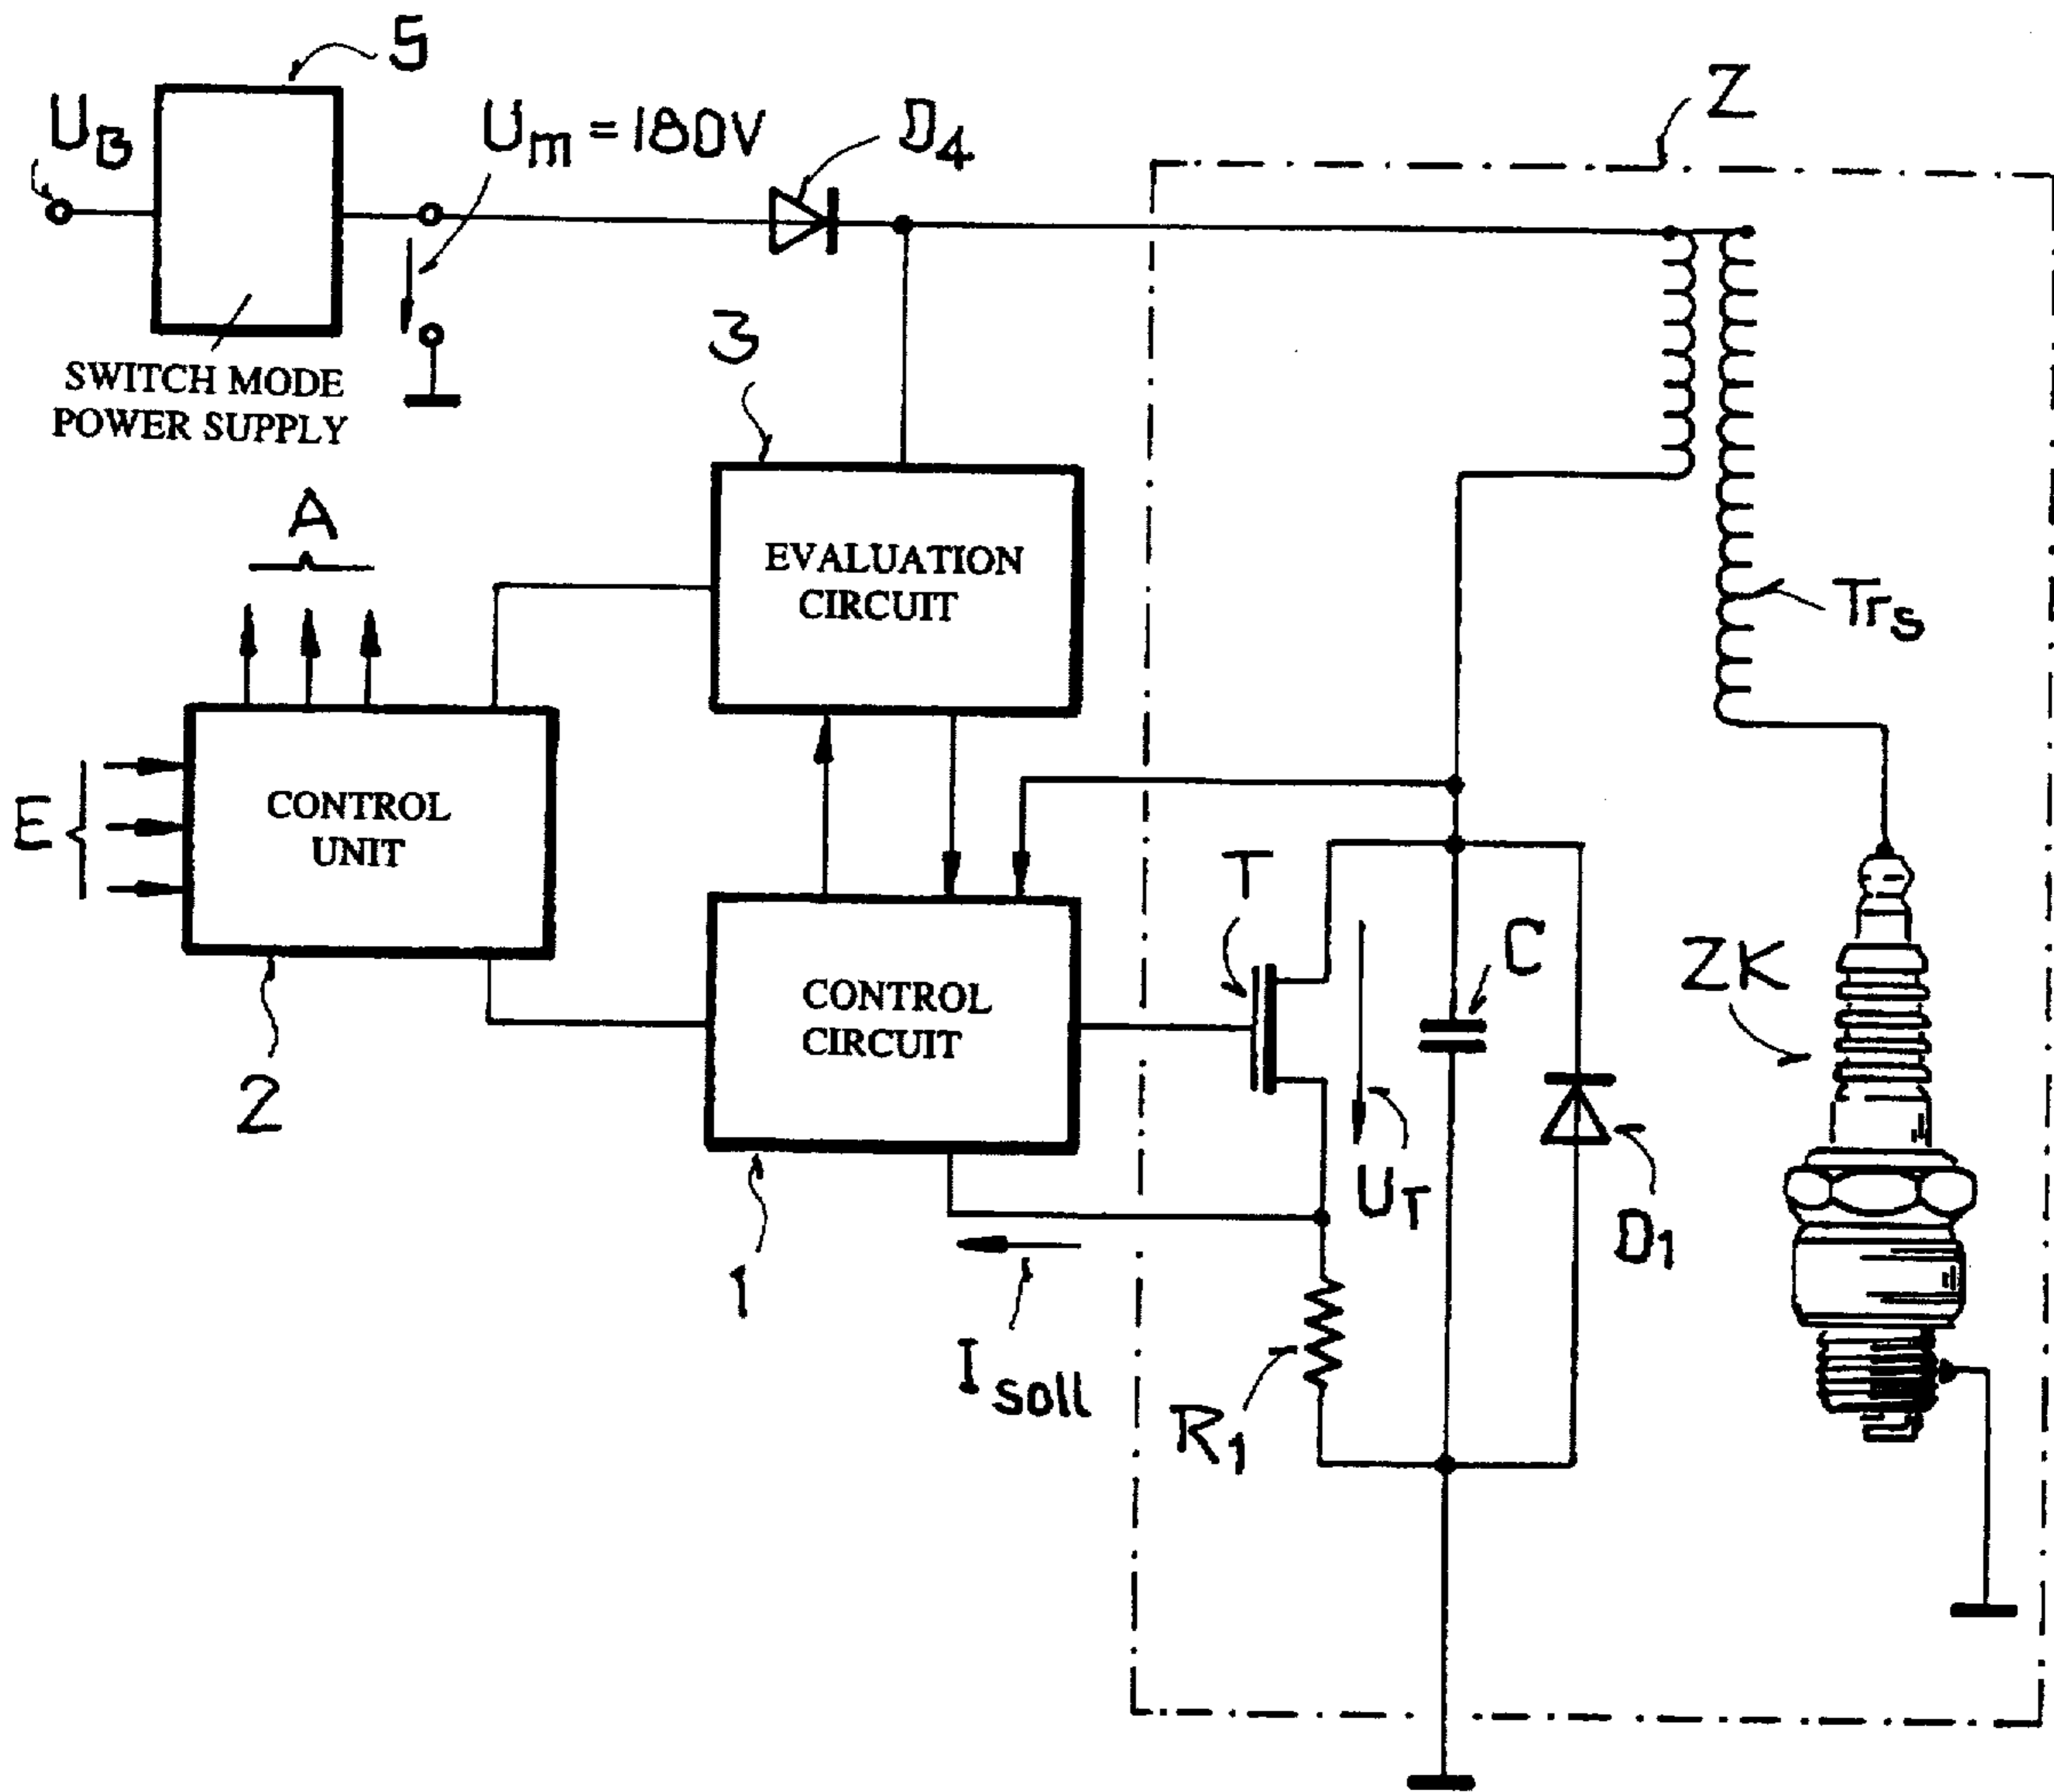 5
Z
U_B
U_m = 180V
D_4
SWITCH MODE
POWER SUPPLY
3
A
EVALUATION
CIRCUIT
Tr_s
E
CONTROL
UNIT
T
C
ZK
CONTROL
CIRCUIT
2
U_T
D_1
1
I_soll
R_1